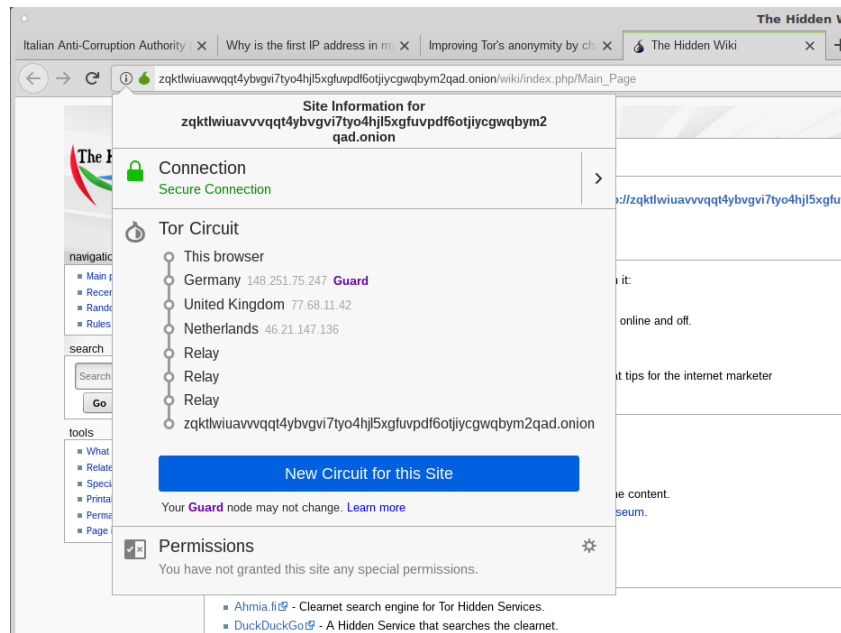 The Hidden
Italian Anti-Corruption Authority
Why is the first IP address in my
Improving Tor's anonymity by
The Hidden Wiki
zqktlwiuavvvqqt4ybvgvi7tyo4hjl5xgfuvpdf6otjiycgwqbym2qad.onion/wiki/index.php/Main_Page
Site Information for
zqktlwiuavvvqqt4ybvgvi7tyo4hjl5xgfuvpdf6otjiycgwqbym2
qad.onion
The
Connection
Secure Connection
://zqktlwiuavvvqqt4ybvgvi7tyo4hjl5xgfu
Tor Circuit
This browser
Germany 148.251.75.247 Guard
United Kingdom 77.68.11.42
Netherlands 46.21.147.136
Relay
Relay
Relay
zqktlwiuavvvqqt4ybvgvi7tyo4hjl5xgfuvpdf6otjiycgwqbym2qad.onion
New Circuit for this Site
Your Guard node may not change. Learn more
Permissions
You have not granted this site any special permissions.
navigatio
Main
Recen
Rando
Rules
search
Search
Go
tools
What
Relate
Speci
Printa
Perma
Page
it:
online and off.
tips for the internet marketer
content.
seum.
Ahmia.fi - Clearnet search engine for Tor Hidden Services.
DuckDuckGo - A Hidden Service that searches the clearnet.